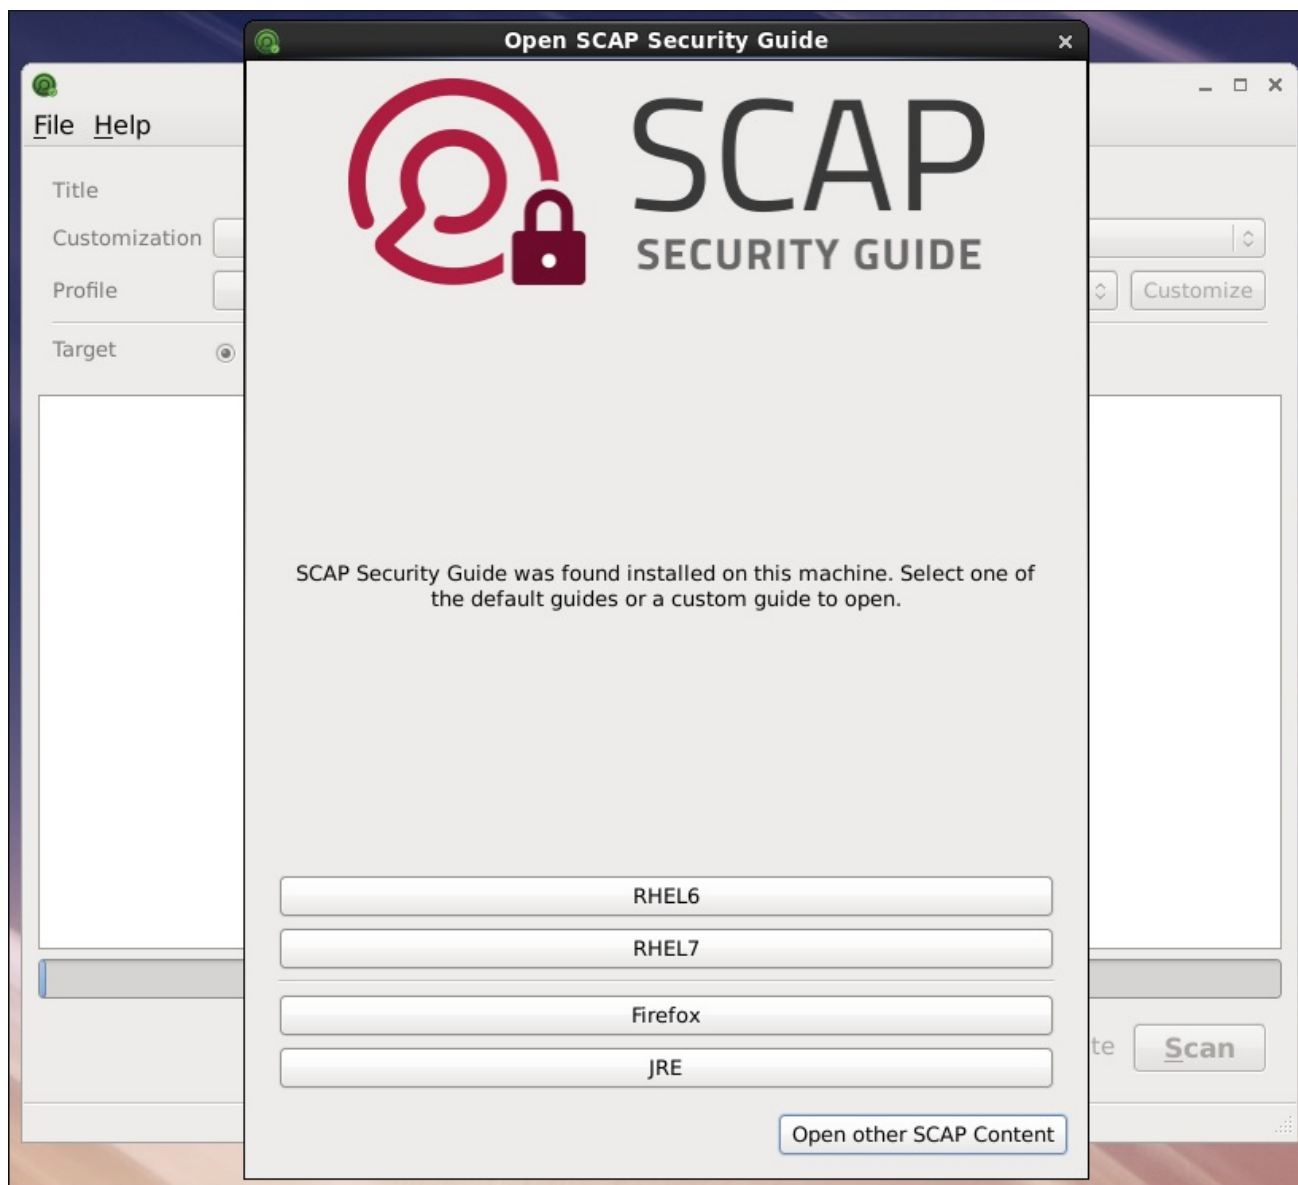 Open SCAP Security Guide
File Help
SCAP
SECURITY GUIDE
Title
Customization
Profile
Customize
Target
SCAP Security Guide was found installed on this machine. Select one of
the default guides or a custom guide to open.
RHEL6
RHEL7
Firefox
JRE
te
Scan
Open other SCAP Content